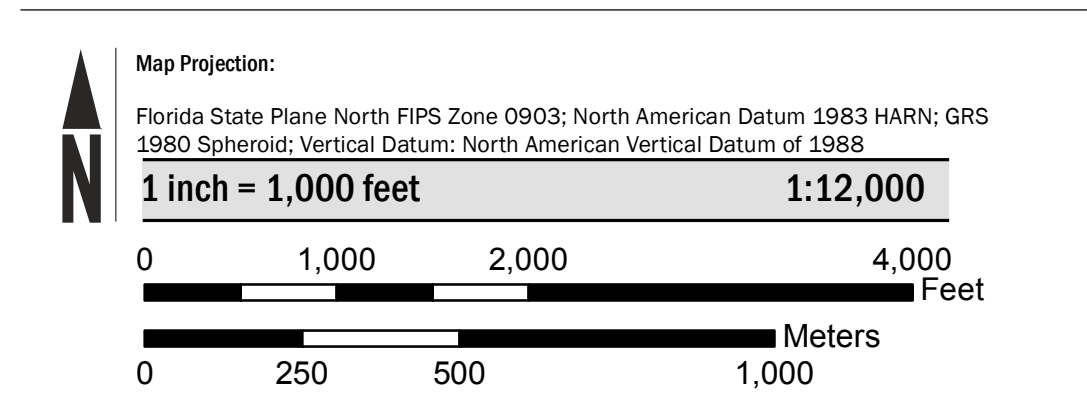 Map Projection:
Florida State Plane North FIPS Zone 0903; North American Datum 1983 HARN; GRS
1980 Spheroid; Vertical Datum: North American Vertical Datum of 1988
N
1 inch = 1,000 feet 1:12,000
0 1,000 2,000 4,000
Feet
Meters
0 250 500 1,000